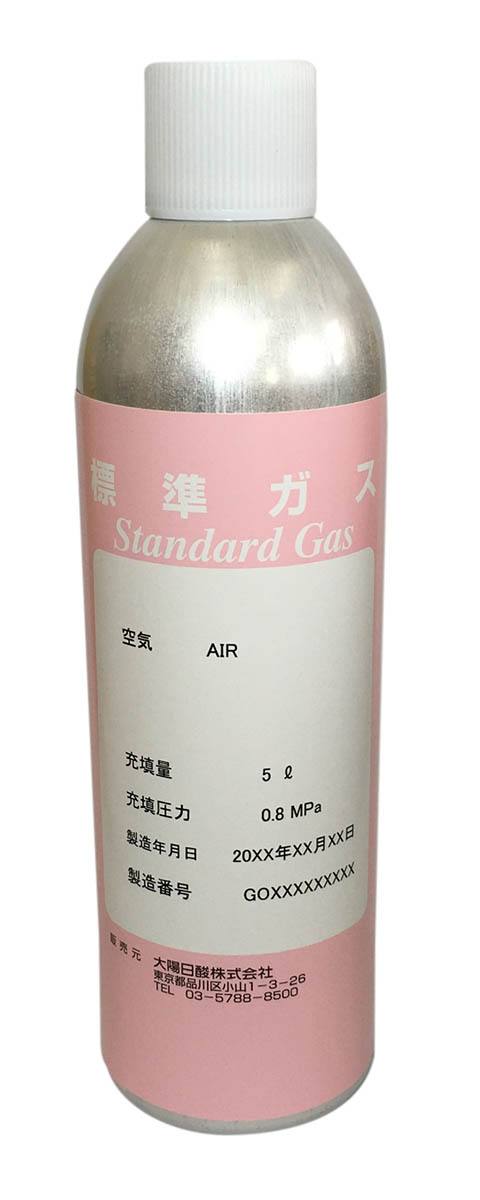 標準ガス
Standard Gas
空気 AIR
充填量 5 ℓ
充填圧力 0.8 MPa
製造年月日 20XX年XX月XX日
製造番号 GOXXXXXXXXX
販売元 大陽日酸株式会社
東京都品川区小山1-3-26
TEL 03-5788-8500